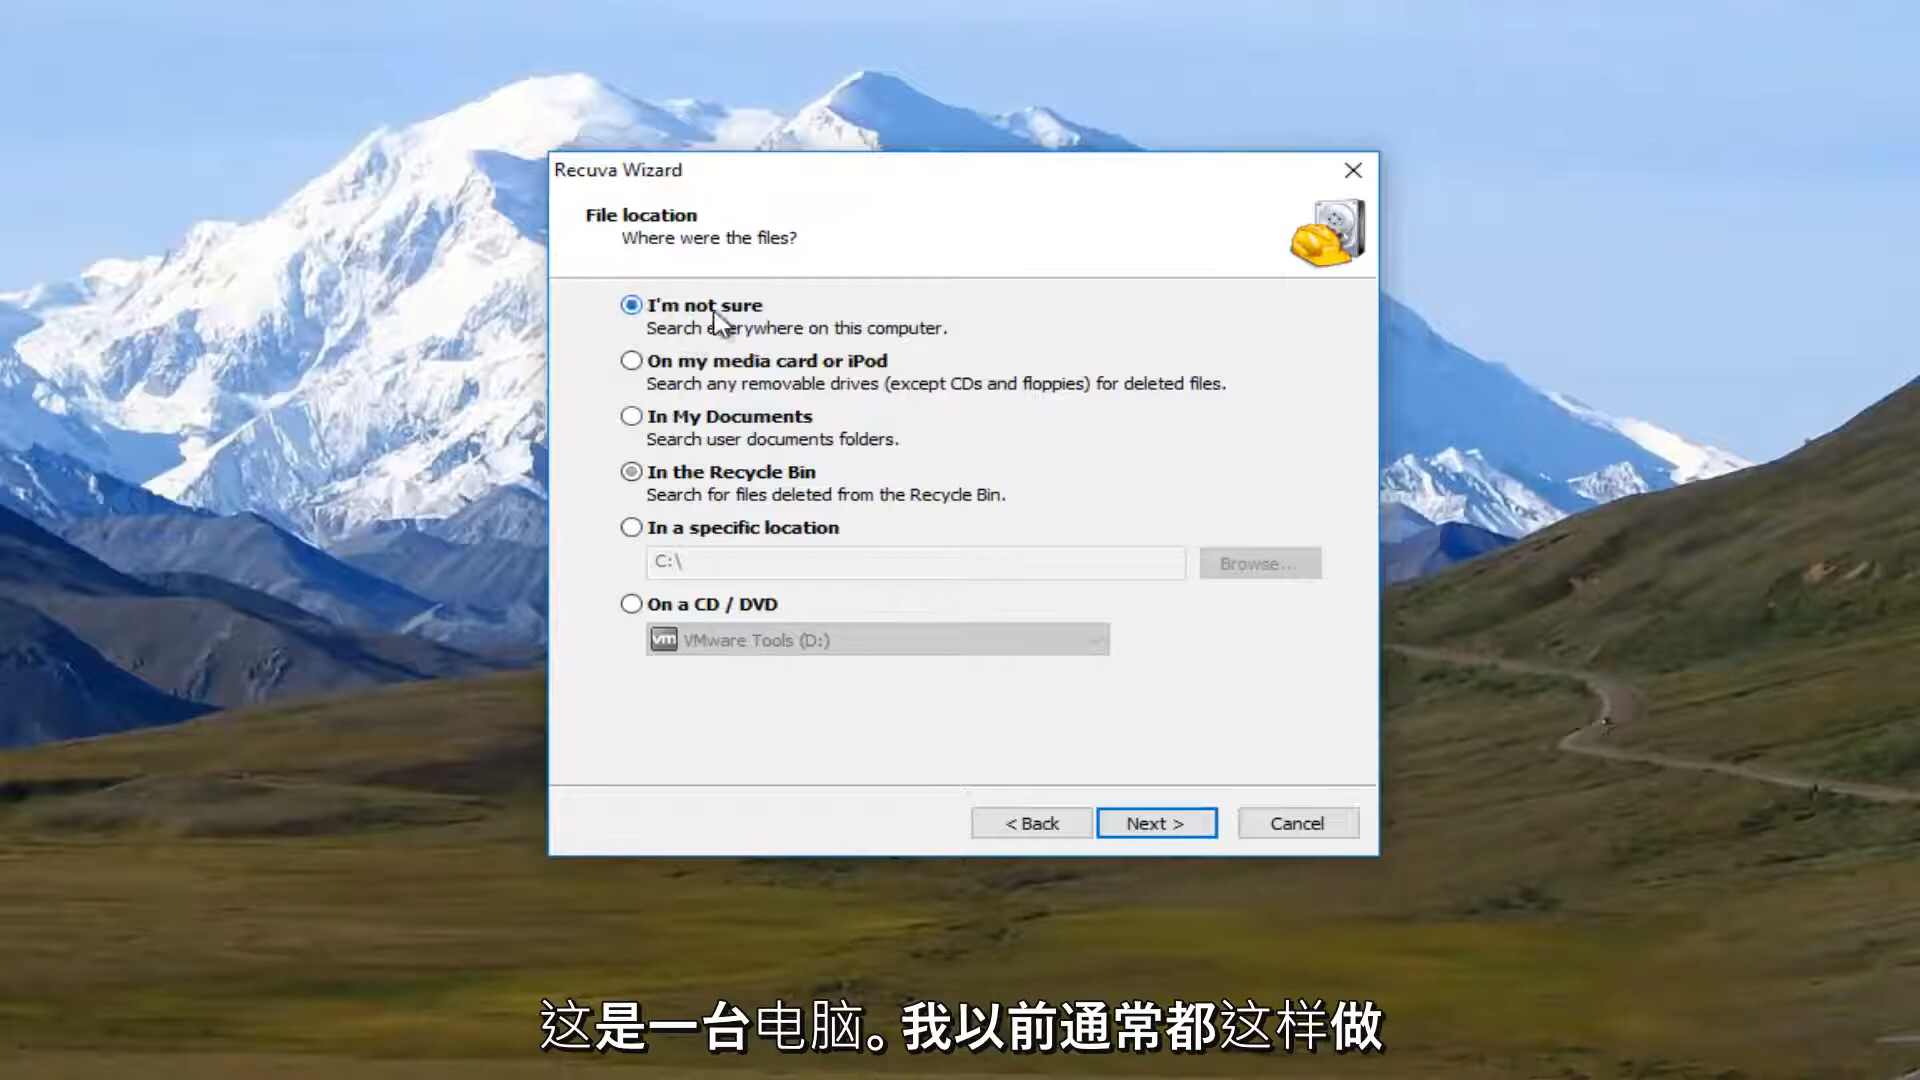 Recuva Wizard
File location
Where were the files?
I'm not sure
Search everywhere on this computer.
On my media card or iPod
Search any removable drives (except CDs and floppies) for deleted files.
In My Documents
Search user documents folders.
In the Recycle Bin
Search for files deleted from the Recycle Bin.
In a specific location
C:\
Browse...
On a CD / DVD
vm VMware Tools (D:)
< Back
Next >
Cancel
这是一台电脑。我以前通常都这样做